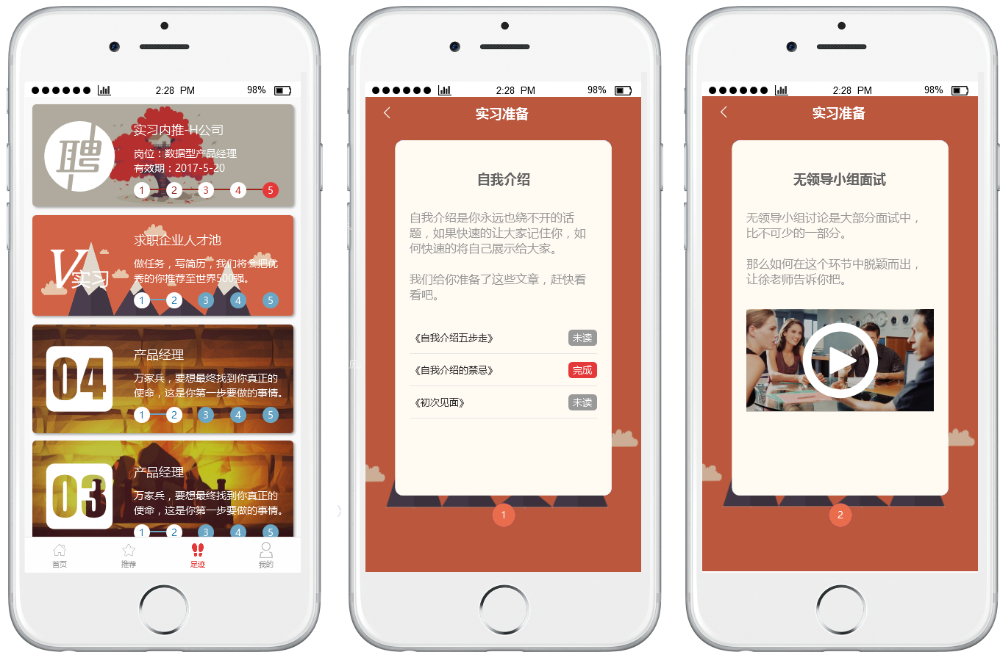 2:28 PM
98%
聘
实习内推-H公司
岗位：数据型产品经理
有效期：2017-5-20
1 2 3 4 5
V实习
求职企业人才池
做任务，写简历，我们将会把优
秀的你推荐至世界500强。
1 2 3 4 5
04
产品经理
万家兵，要想最终找到你真正的
使命，这是你第一步要做的事情。
1 2 3 4 5
03
产品经理
万家兵，要想最终找到你真正的
使命，这是你第一步要做的事情。
1 2 3 4 5
首页 推荐 足迹 我的
2:28 PM
98%
实习准备
自我介绍
自我介绍是你永远也绕不开的话
题，如果快速的让大家记住你，如
何快速的将自己展示给大家。
我们给你准备了这些文章，赶快看
看吧。
《自我介绍五步走》 未读
《自我介绍的禁忌》 完成
《初次见面》 未读
1
历
2:28 PM
98%
实习准备
无领导小组面试
无领导小组讨论是大部分面试中，
比不可少的一部分。
那么如何在这个环节中脱颖而出，
让徐老师告诉你把。
2